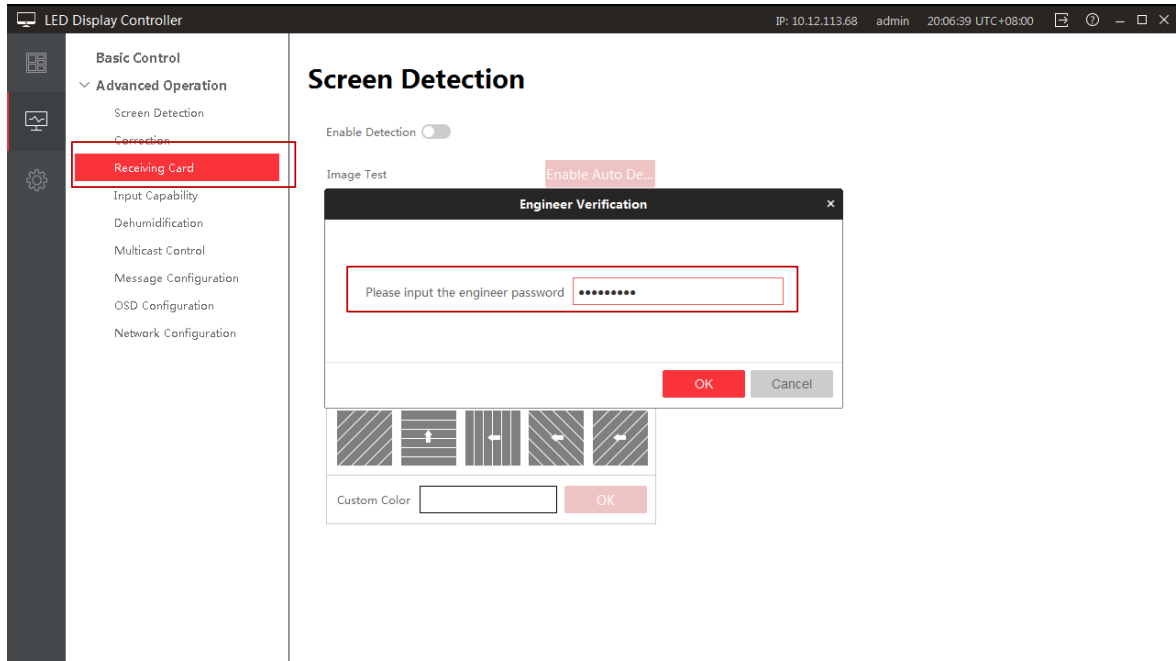 LED Display Controller
IP: 10.12.113.68 admin 20:06:39 UTC+08:00
Basic Control
Advanced Operation
Screen Detection
Correction
Receiving Card
Input Capability
Dehumidification
Multicast Control
Message Configuration
OSD Configuration
Network Configuration
Screen Detection
Enable Detection
Image Test
Enable Auto De...
Engineer Verification
Please input the engineer password •••••••••
OK Cancel
Custom Color OK